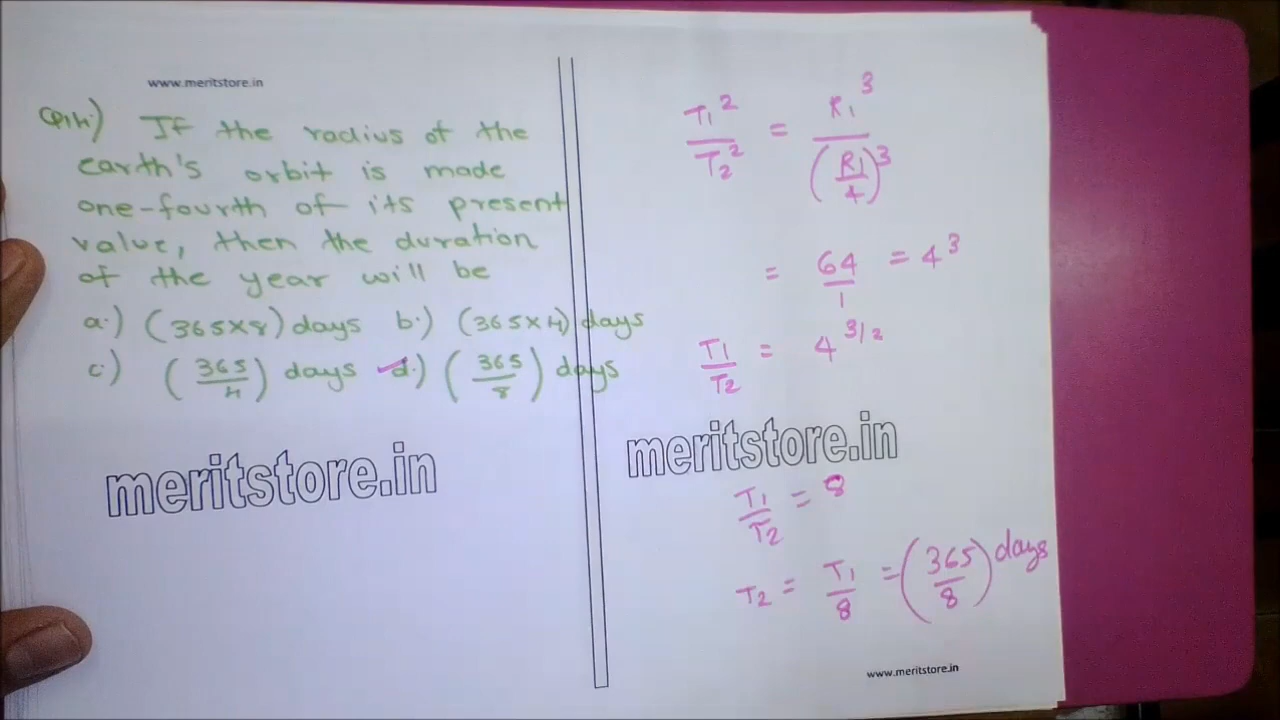 www.meritstore.in
Q14.) If the radius of the
earth's orbit is made
one-fourth of its present
value, then the duration
of the year will be
a.) (365×8) days b.) (365×4) days
c.) (365/4) days d.) (365/8) days
meritstore.in
T₁²/T₂² = R₁³/(R₁/4)³
= 64/1 = 4³
T₁/T₂ = 4^3/2
meritstore.in
T₁/T₂ = 8
T₂ = T₁/8 = (365/8) days
www.meritstore.in